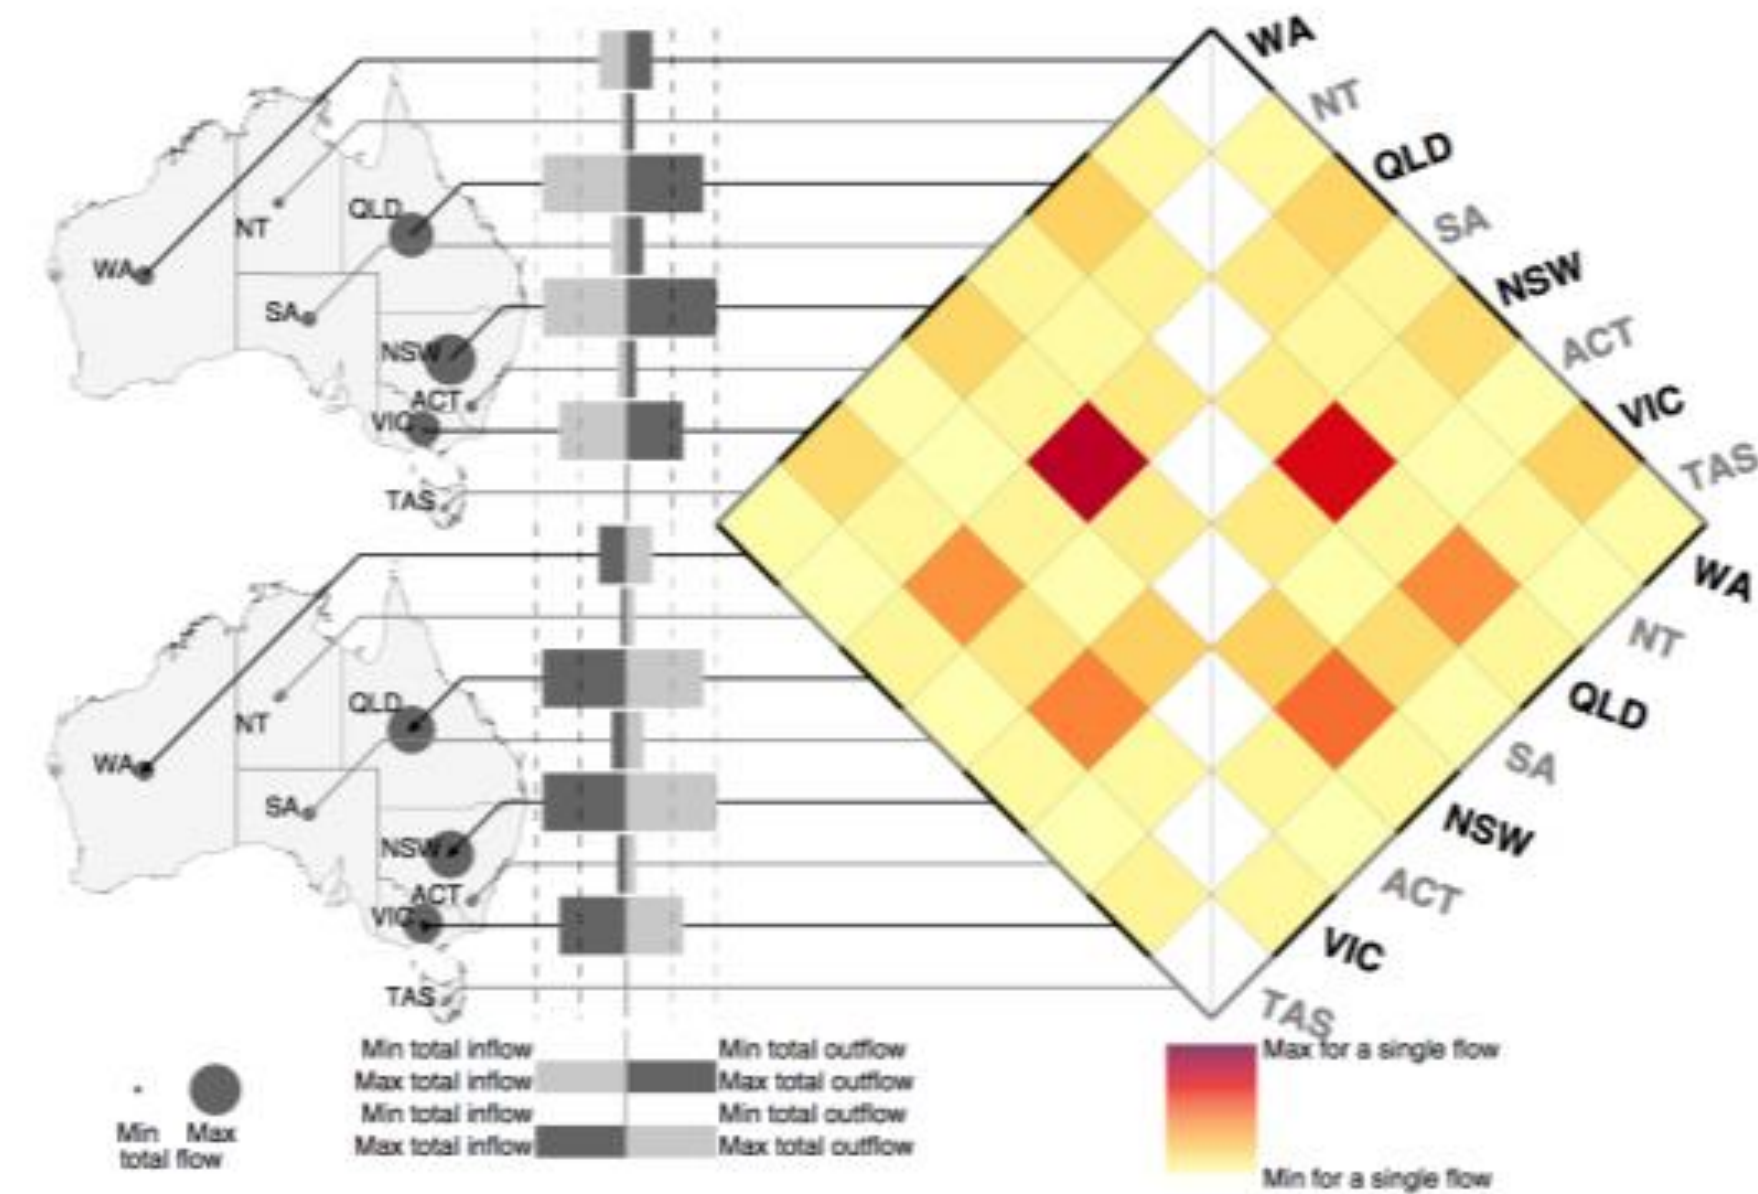 WA
NT
QLD
SA
NSW
ACT
VIC
TAS
WA
NT
QLD
SA
NSW
ACT
VIC
TAS
WA
NT
QLD
SA
NSW
ACT
VIC
TAS
WA
NT
QLD
SA
NSW
ACT
VIC
TAS
Min total inflow
Min total outflow
Max total inflow
Max total outflow
Min total inflow
Min total outflow
Max total inflow
Max total outflow
Min Max
total flow
Max for a single flow
Min for a single flow